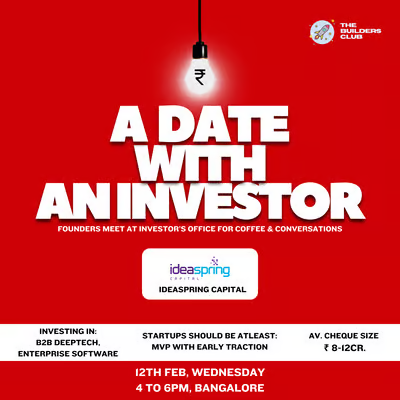 THE
BUILDERS
CLUB
₹
A DATE
WITH
AN INVESTOR
FOUNDERS MEET AT INVESTOR'S OFFICE FOR COFFEE & CONVERSATIONS
ideaspring
CAPITAL
IDEASPRING CAPITAL
INVESTING IN:
B2B DEEPTECH,
ENTERPRISE SOFTWARE
STARTUPS SHOULD BE ATLEAST:
MVP WITH EARLY TRACTION
AV. CHEQUE SIZE
₹ 8-12CR.
12TH FEB, WEDNESDAY
4 TO 6PM, BANGALORE